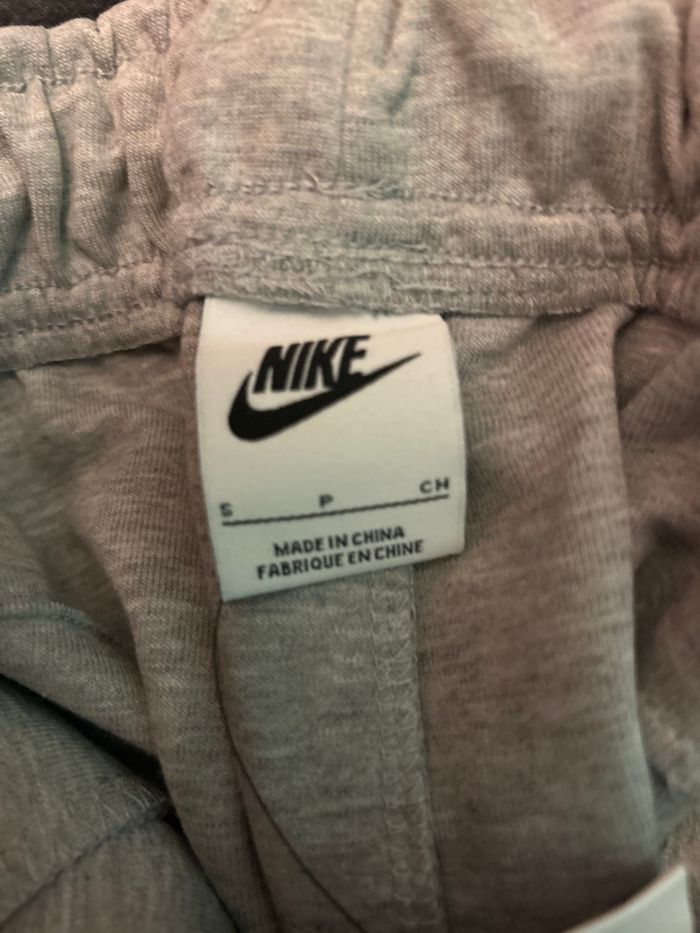 NIKE
S P CH
MADE IN CHINA
FABRIQUE EN CHINE